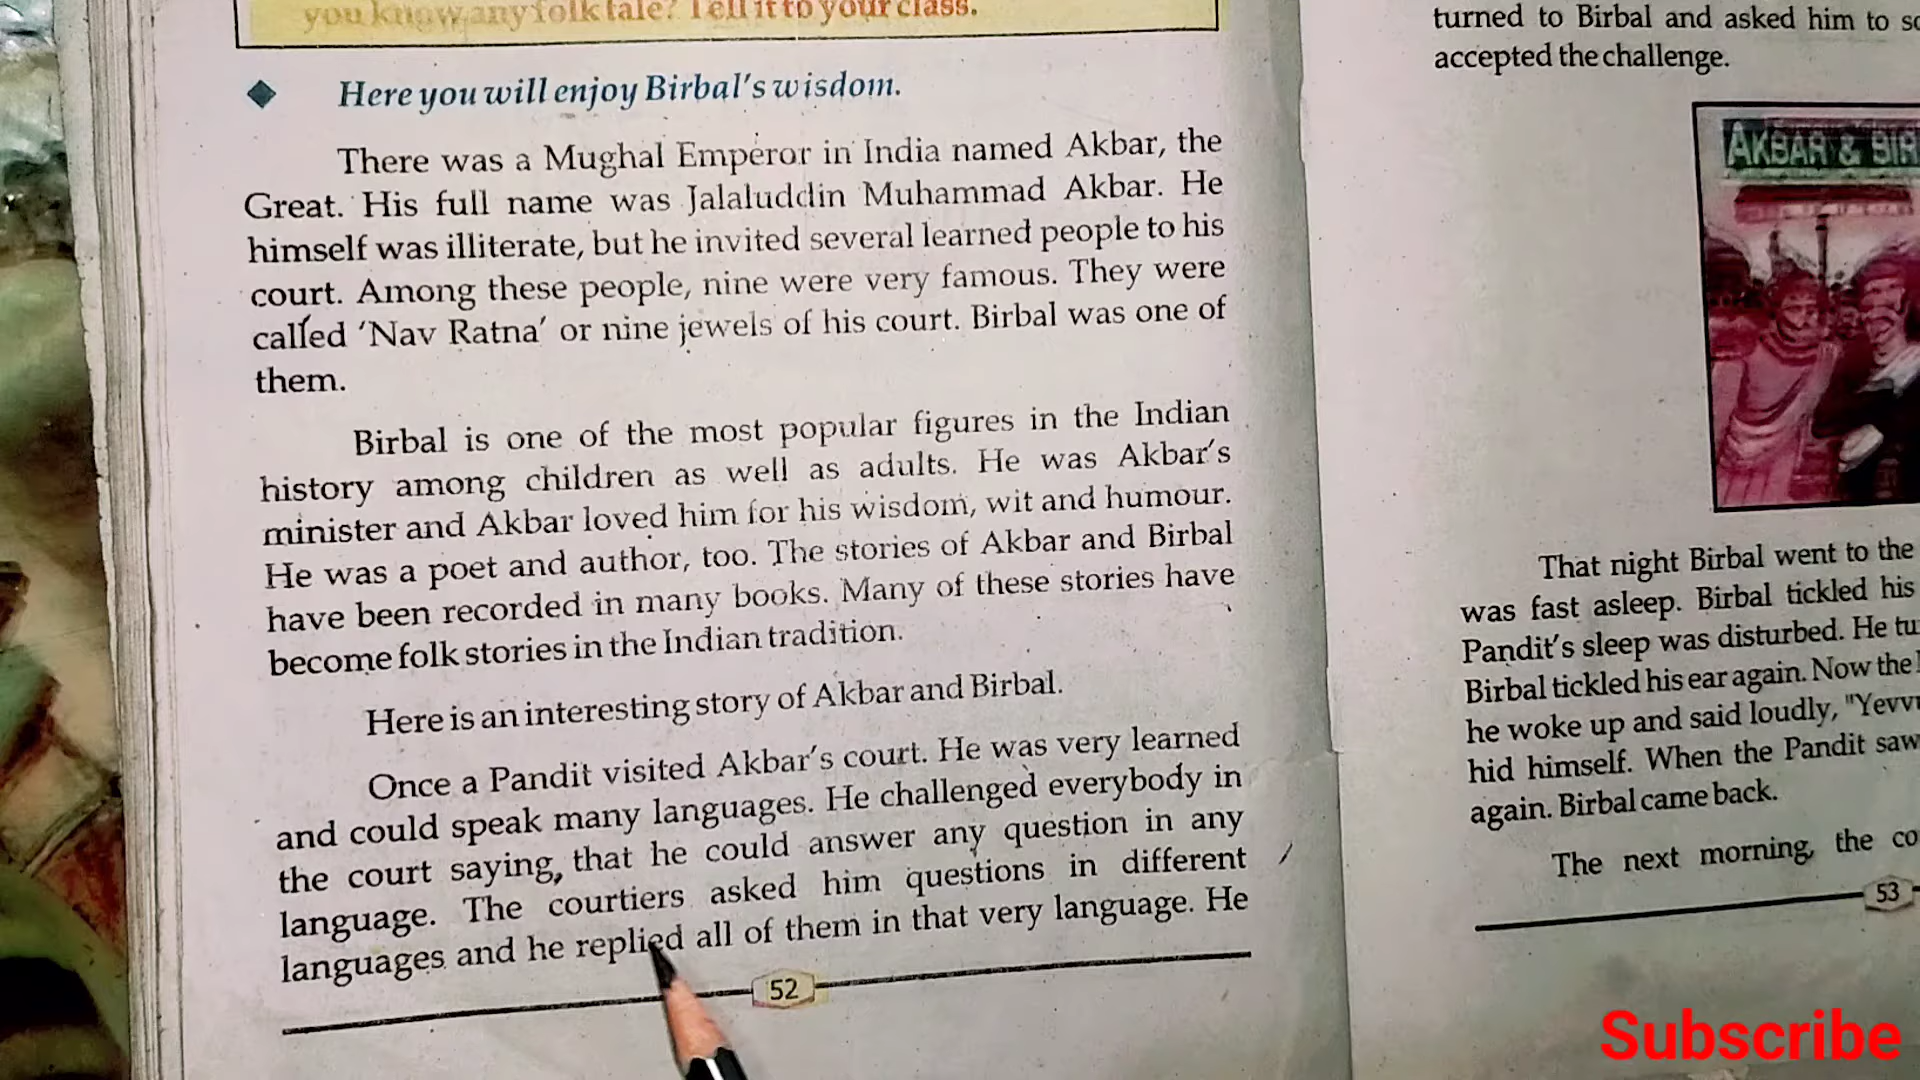 you know any folk tale? Tell it to your class.
Here you will enjoy Birbal's wisdom.
There was a Mughal Emperor in India named Akbar, the
Great. His full name was Jalaluddin Muhammad Akbar. He
himself was illiterate, but he invited several learned people to his
court. Among these people, nine were very famous. They were
called 'Nav Ratna' or nine jewels of his court. Birbal was one of
them.
Birbal is one of the most popular figures in the Indian
history among children as well as adults. He was Akbar's
minister and Akbar loved him for his wisdom, wit and humour.
He was a poet and author, too. The stories of Akbar and Birbal
have been recorded in many books. Many of these stories have
become folk stories in the Indian tradition.
Here is an interesting story of Akbar and Birbal.
Once a Pandit visited Akbar's court. He was very learned
and could speak many languages. He challenged everybody in
the court saying, that he could answer any question in any
language. The courtiers asked him questions in different
languages and he replied all of them in that very language. He
52
turned to Birbal and asked him to
accepted the challenge.
AKBAR & BIR
That night Birbal went to the
was fast asleep. Birbal tickled his
Pandit's sleep was disturbed. He
Birbal tickled his ear again. Now the
he woke up and said loudly,
hid himself. When the Pandit saw
again. Birbal came back.
The next morning, the
53
Subscribe